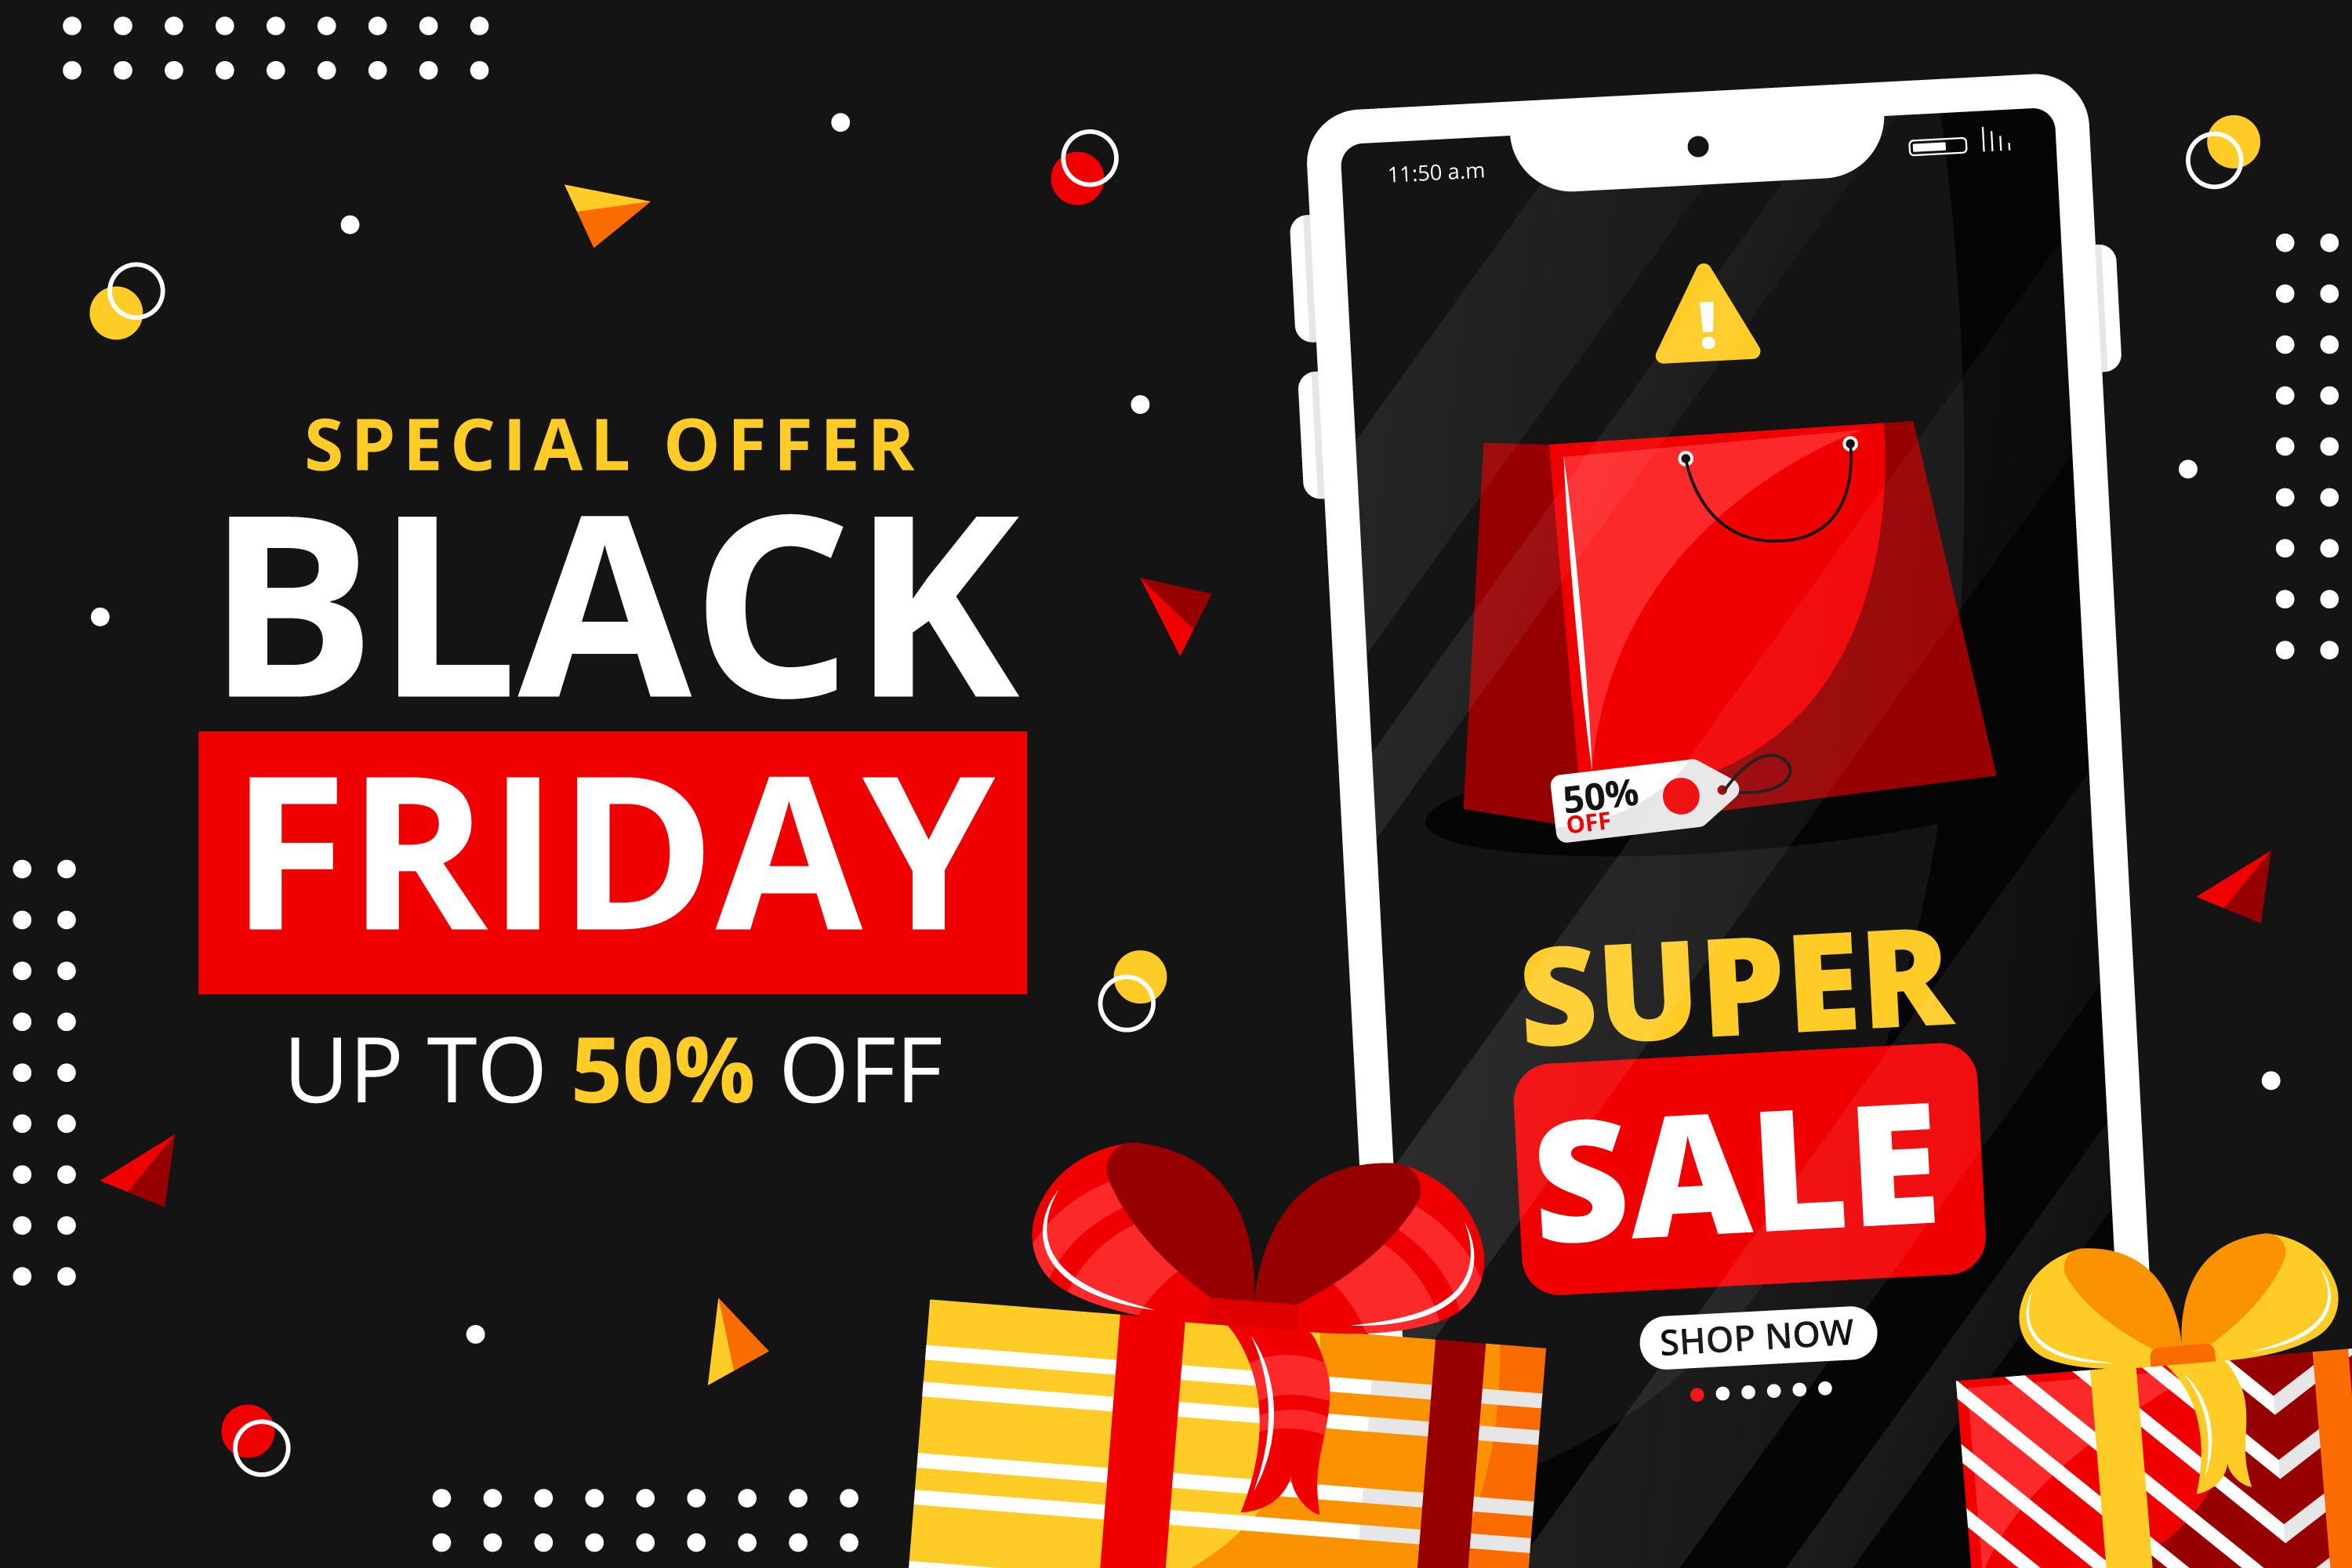 SPECIAL OFFER
BLACK
FRIDAY
UP TO 50% OFF
11:50 a.m
!
50%
OFF
SUPER
SALE
SHOP NOW